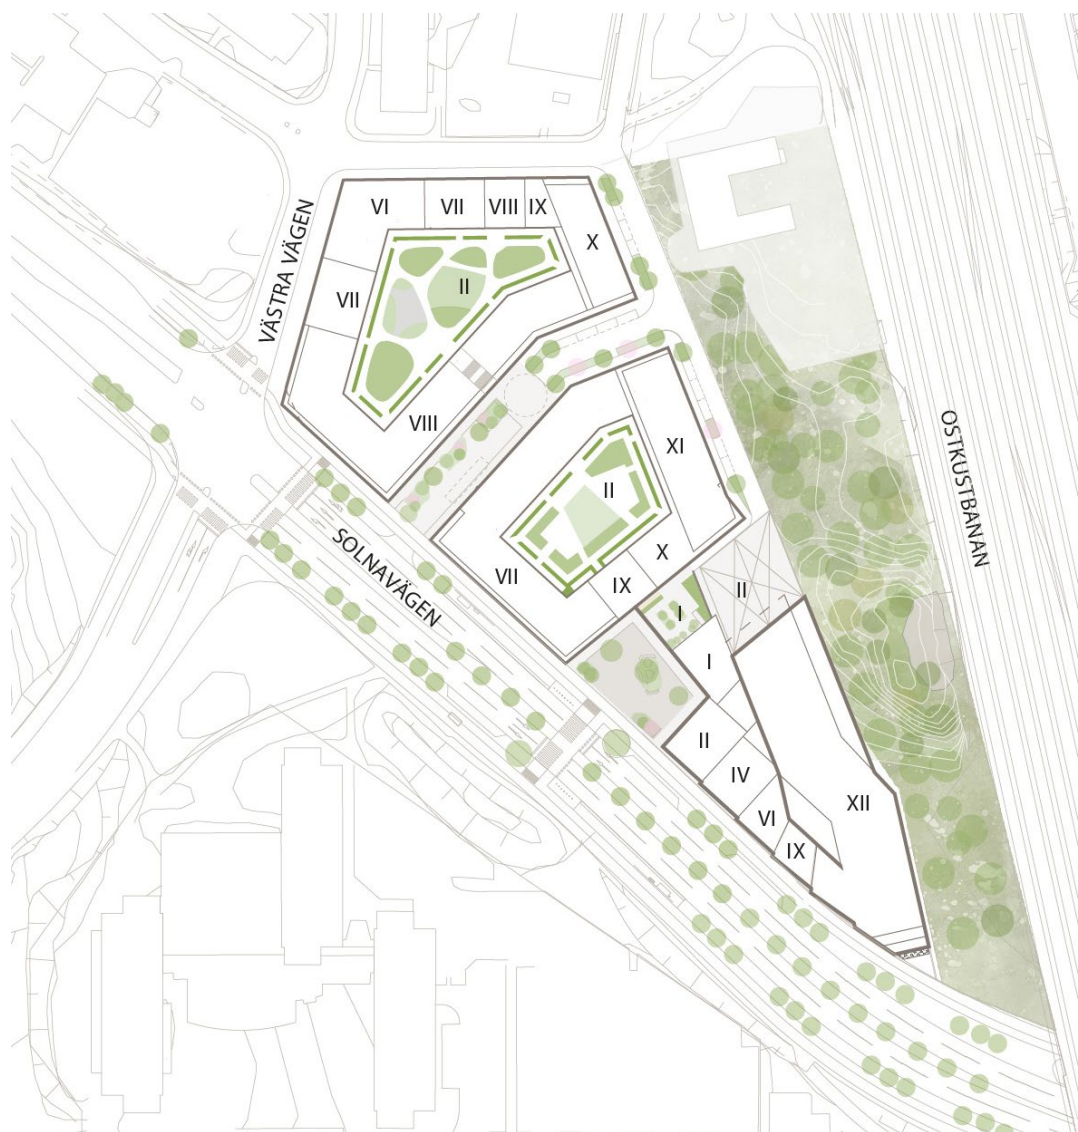 VI
VII
VIII
IX
X
VII
II
VÄSTRA VÄGEN
VIII
XI
II
SOLNAVÄGEN
VII
IX
X
OSTKUSTBANAN
I
II
I
II
IV
VI
IX
XII